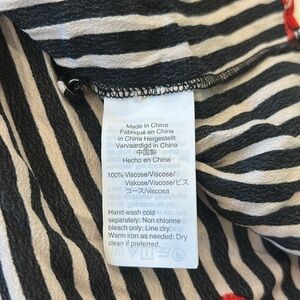 Made in China
Fabriqué en Chine
in China Hergestellt
Vervaardigd in China
中国製
Hecho en China
100% Viscose/Viscose/
Viskose/Viscose/ビス
コース/viscosa
Hand wash cold
separately. Non chlorine
bleach only. Line dry.
Warm iron as needed. Dry
clean if preferred.